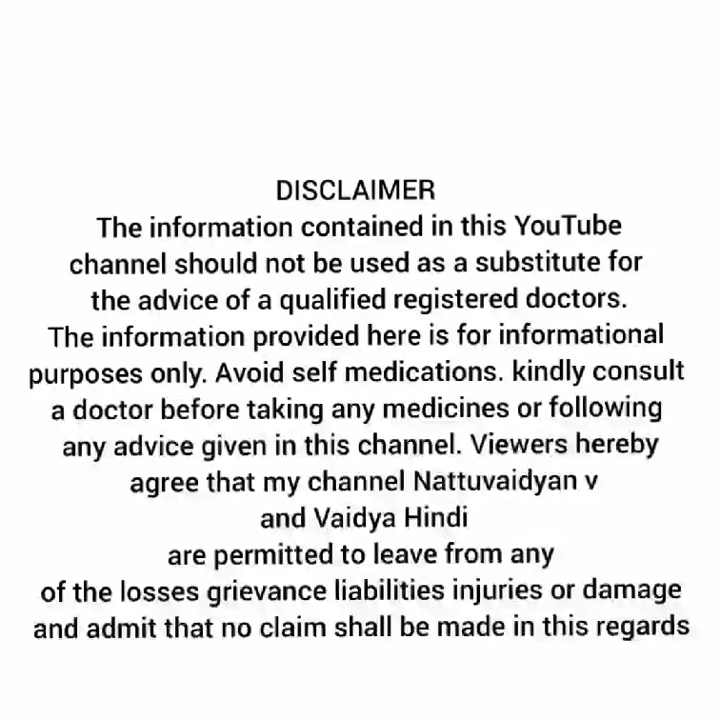 DISCLAIMER
The information contained in this YouTube
channel should not be used as a substitute for
the advice of a qualified registered doctors.
The information provided here is for informational
purposes only. Avoid self medications. kindly consult
a doctor before taking any medicines or following
any advice given in this channel. Viewers hereby
agree that my channel Nattuvaidyan v
and Vaidya Hindi
are permitted to leave from any
of the losses grievance liabilities injuries or damage
and admit that no claim shall be made in this regards